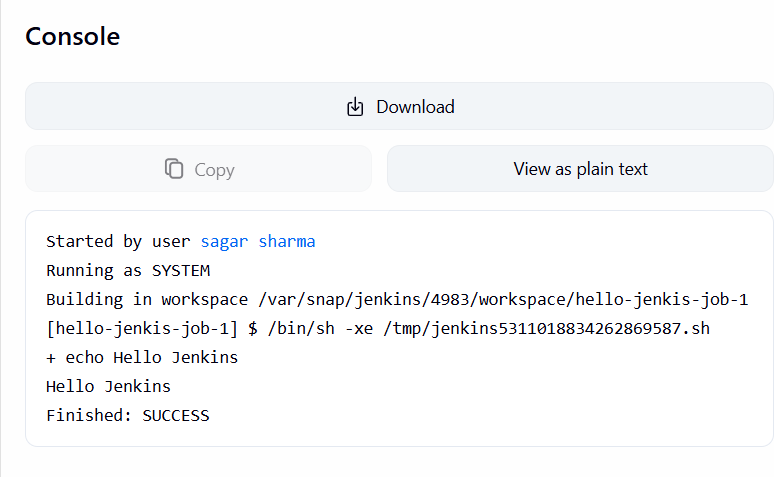 Console
Download
Copy
View as plain text
Started by user sagar sharma
Running as SYSTEM
Building in workspace /var/snap/jenkins/4983/workspace/hello-jenkis-job-1
[hello-jenkis-job-1] $ /bin/sh -xe /tmp/jenkins5311018834262869587.sh
+ echo Hello Jenkins
Hello Jenkins
Finished: SUCCESS